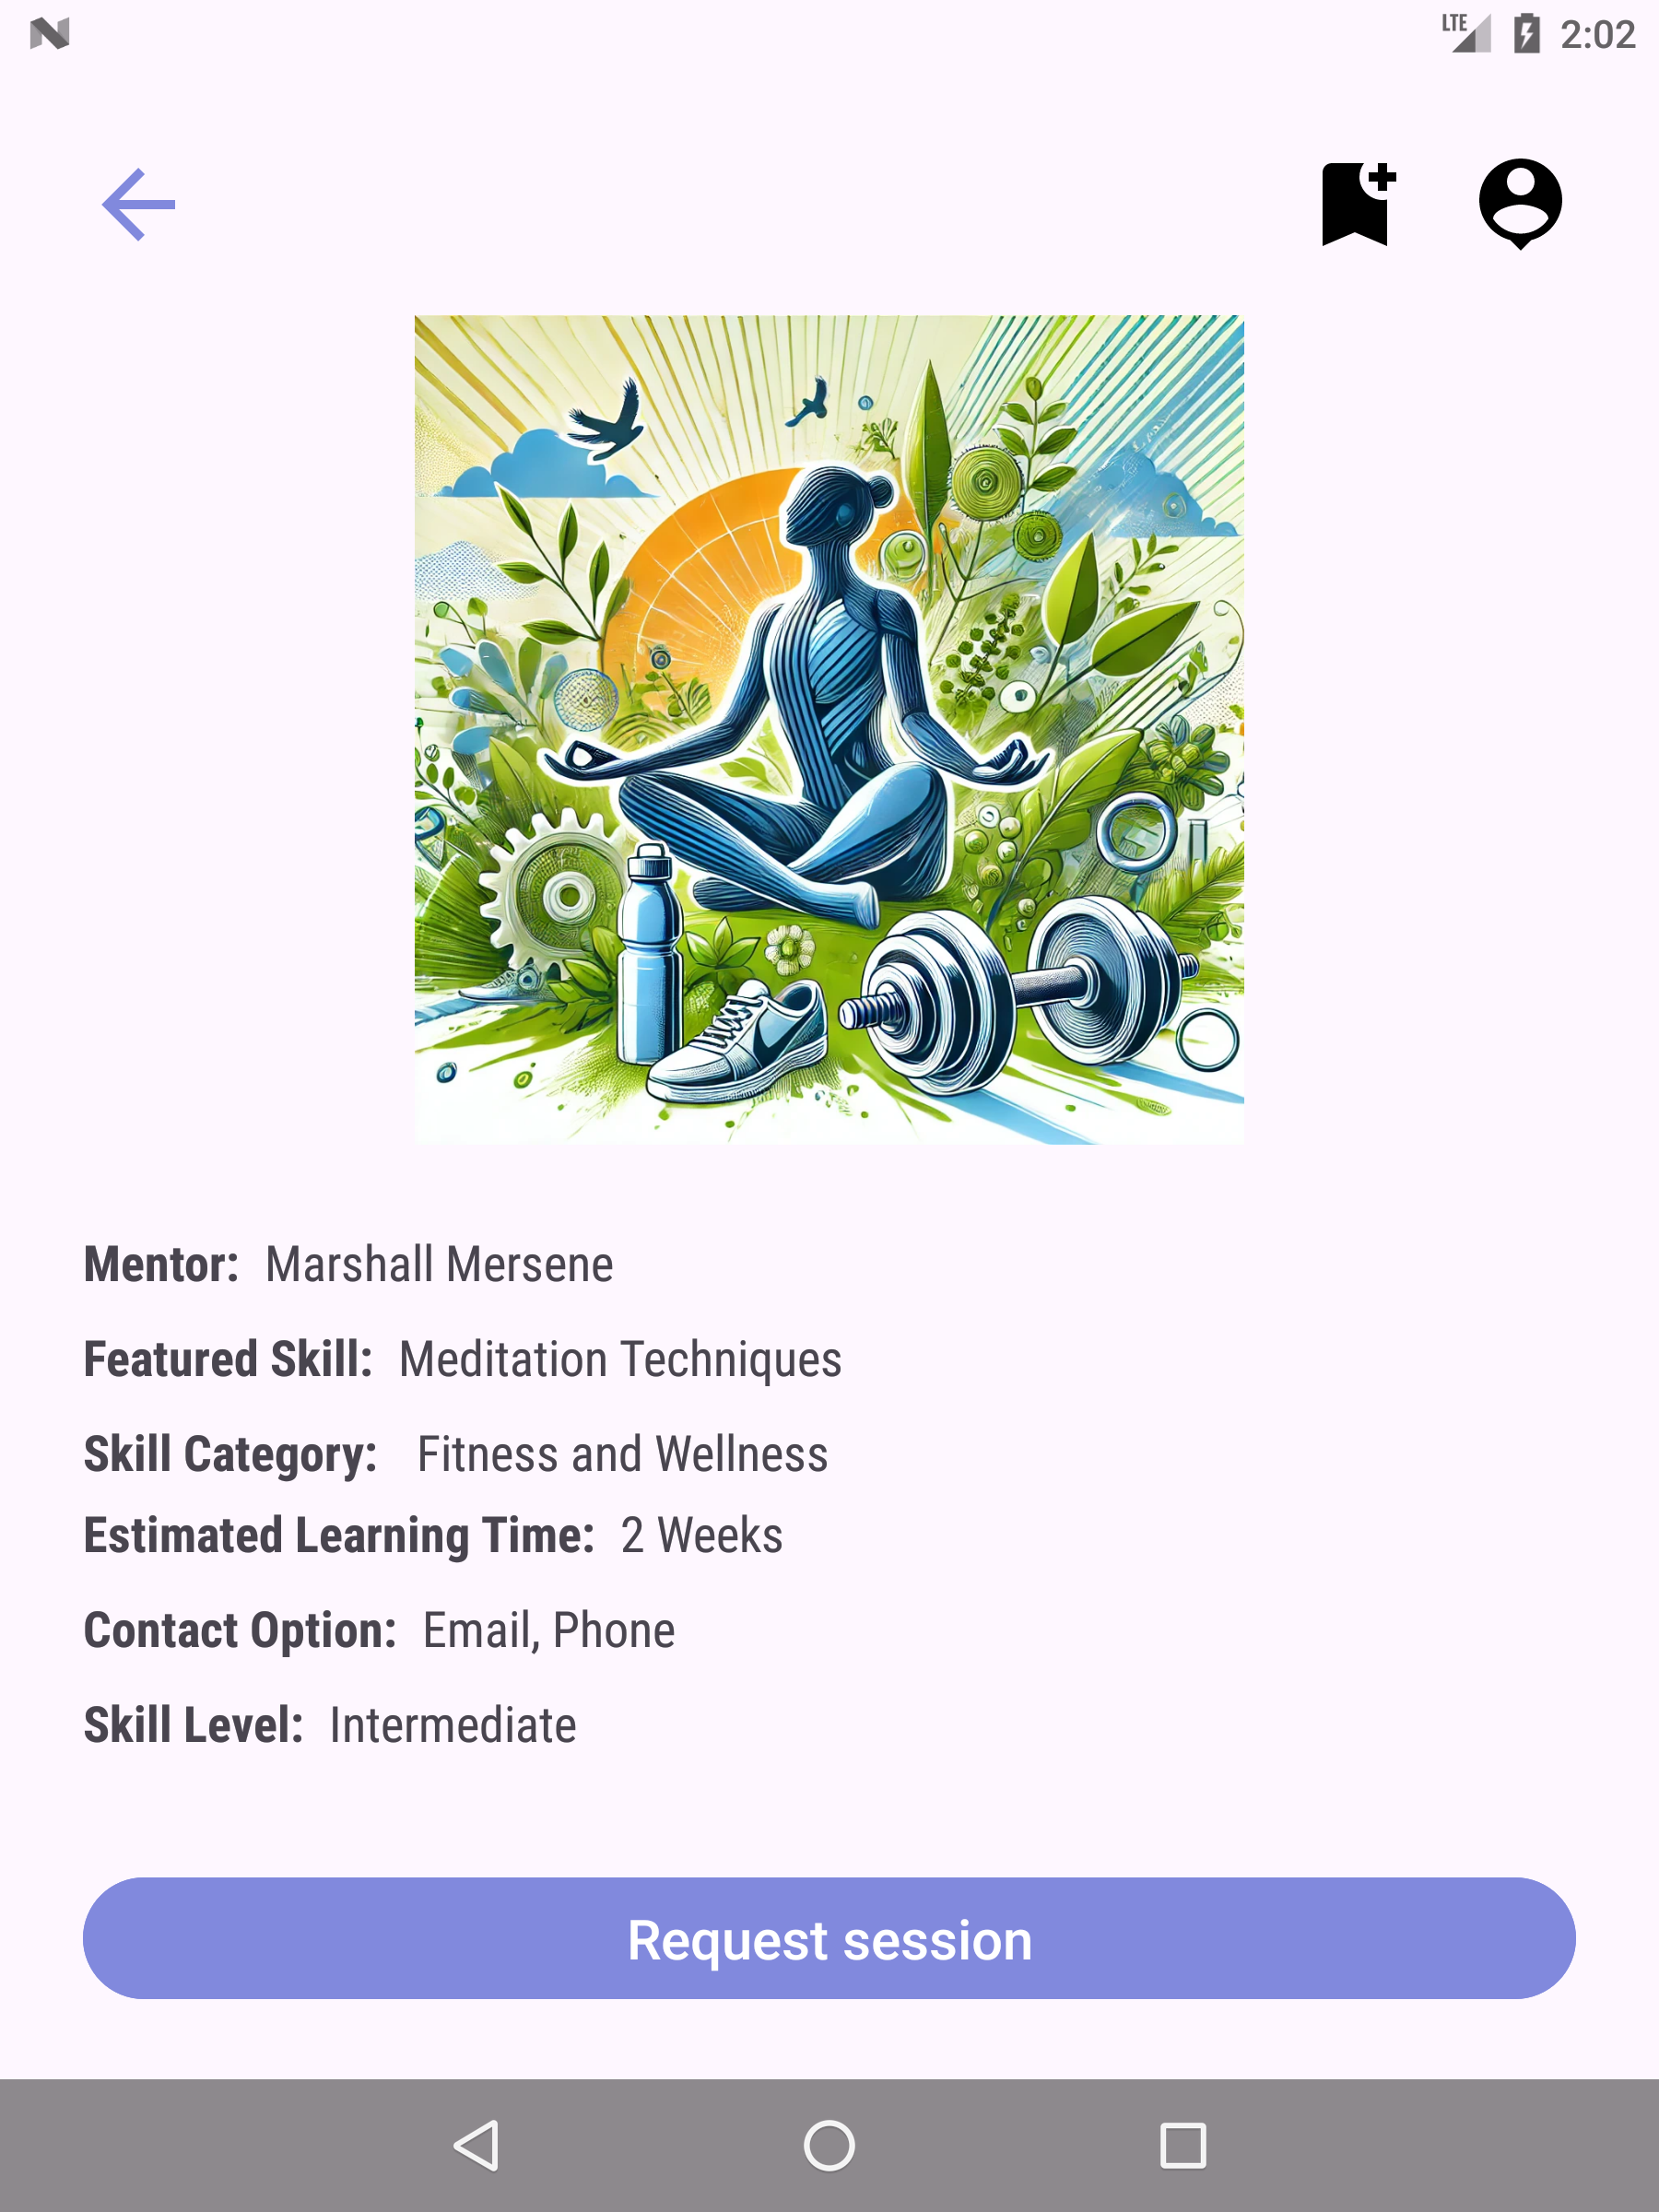 LTE 2:02
Mentor: Marshall Mersene
Featured Skill: Meditation Techniques
Skill Category: Fitness and Wellness
Estimated Learning Time: 2 Weeks
Contact Option: Email, Phone
Skill Level: Intermediate
Request session